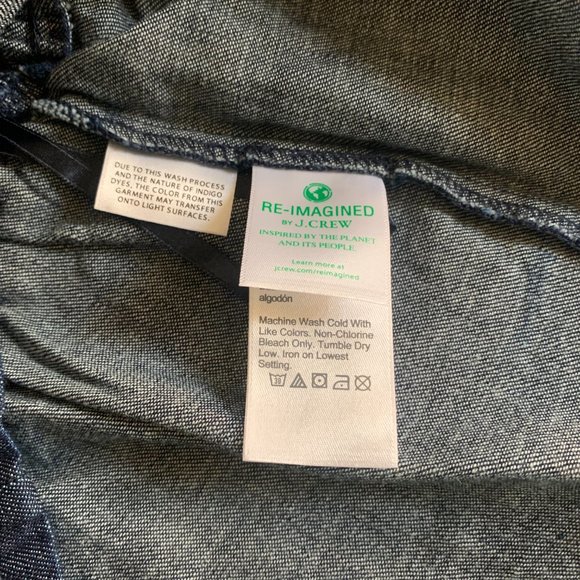 DUE TO THIS WASH PROCESS
AND THE NATURE OF INDIGO
DYES, THE COLOR FROM THIS
GARMENT MAY TRANSFER
ONTO LIGHT SURFACES.
RE-IMAGINED
BY J.CREW
INSPIRED BY THE PLANET
AND ITS PEOPLE
Learn more at
jcrew.com/reimagined
algodón
Machine Wash Cold With
Like Colors. Non-Chlorine
Bleach Only. Tumble Dry
Low. Iron on Lowest
Setting.
30